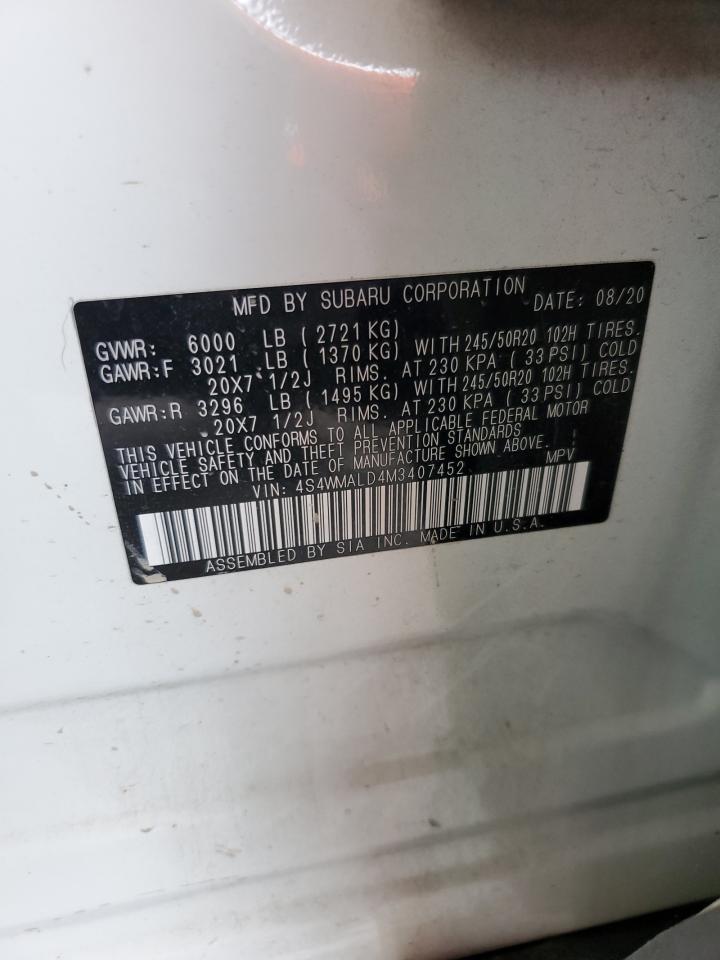 MFD BY SUBARU CORPORATION DATE: 08/20
GVWR: 6000 LB ( 2721 KG)
GAWR:F 3021 LB ( 1370 KG) WITH 245/50R20 102H TIRES.
20X7 1/2J RIMS. AT 230 KPA ( 33 PSI) COLD
GAWR:R 3296 LB ( 1495 KG) WITH 245/50R20 102H TIRES.
20X7 1/2J RIMS. AT 230 KPA ( 33 PSI) COLD
THIS VEHICLE CONFORMS TO ALL APPLICABLE FEDERAL MOTOR
VEHICLE SAFETY AND THEFT PREVENTION STANDARDS
IN EFFECT ON THE DATE OF MANUFACTURE SHOWN ABOVE.
VIN: 4S4WMALD4M3407452 MPV
ASSEMBLED BY SIA INC. MADE IN U.S.A.